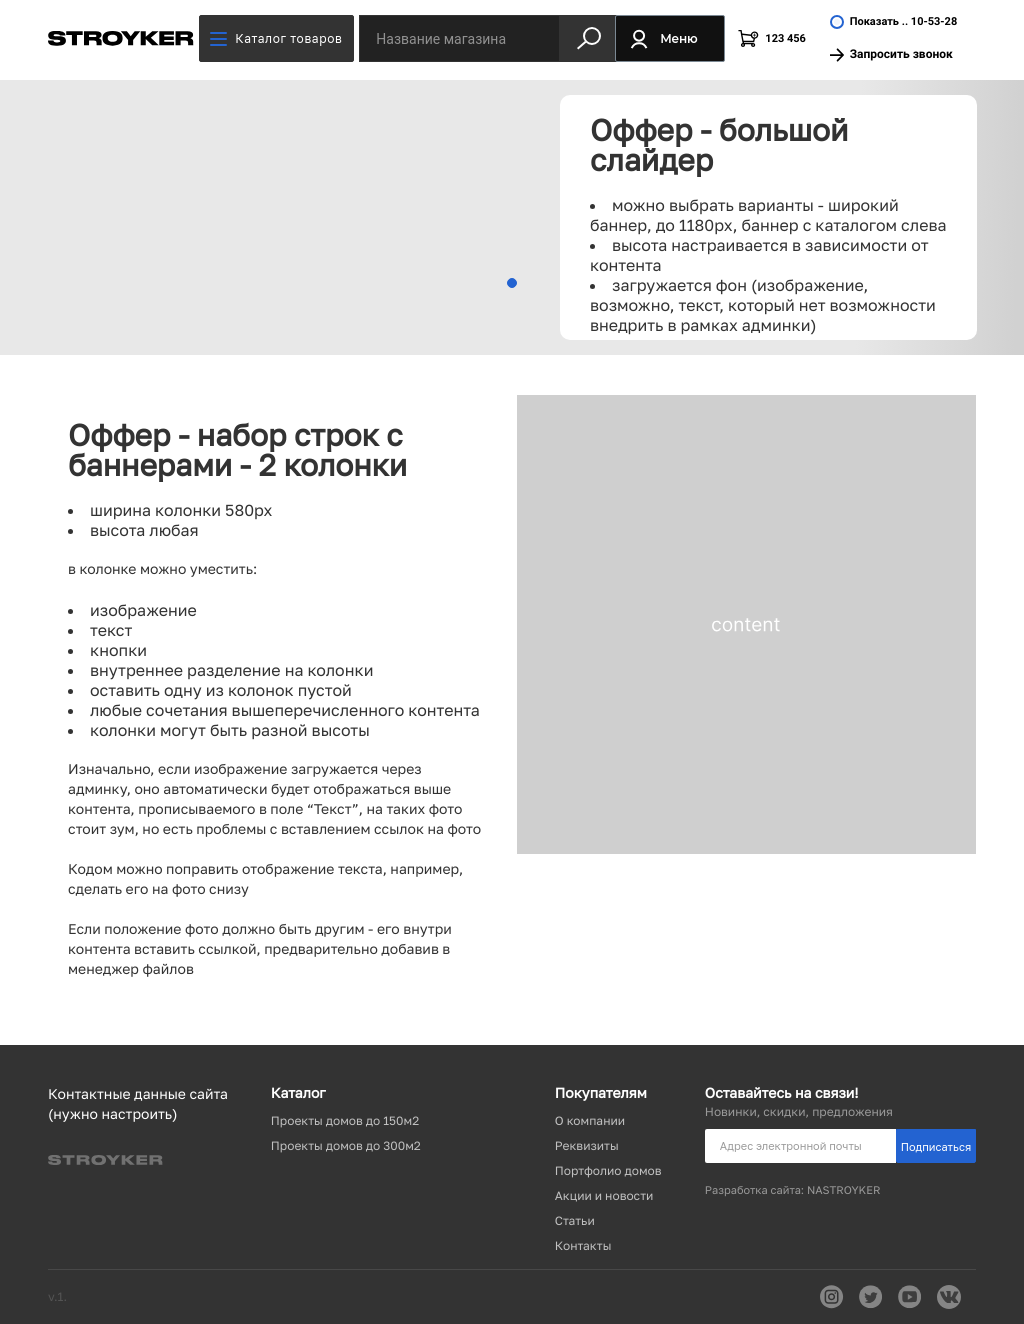 STROYKER
Каталог товаров
Название магазина
Меню
123 456
Показать .. 10-53-28
Запросить звонок
Оффер - большой
слайдер
• можно выбрать варианты - широкий
баннер, до 1180px, баннер с каталогом слева
• высота настраивается в зависимости от
контента
• загружается фон (изображение,
возможно, текст, который нет возможности
внедрить в рамках админки)
Оффер - набор строк с
баннерами - 2 колонки
• ширина колонки 580px
• высота любая
в колонке можно уместить:
• изображение
• текст
• кнопки
• внутреннее разделение на колонки
• оставить одну из колонок пустой
• любые сочетания вышеперечисленного контента
• колонки могут быть разной высоты
Изначально, если изображение загружается через
админку, оно автоматически будет отображаться выше
контента, прописываемого в поле “Текст”, на таких фото
стоит зум, но есть проблемы с вставлением ссылок на фото
Кодом можно поправить отображение текста, например,
сделать его на фото снизу
Если положение фото должно быть другим - его внутри
контента вставить ссылкой, предварительно добавив в
менеджер файлов
content
Контактные данные сайта
(нужно настроить)
STROYKER
Каталог
Проекты домов до 150м2
Проекты домов до 300м2
Покупателям
О компании
Реквизиты
Портфолио домов
Акции и новости
Статьи
Контакты
Оставайтесь на связи!
Новинки, скидки, предложения
Адрес электронной почты
Подписаться
Разработка сайта: NASTROYKER
v.1.